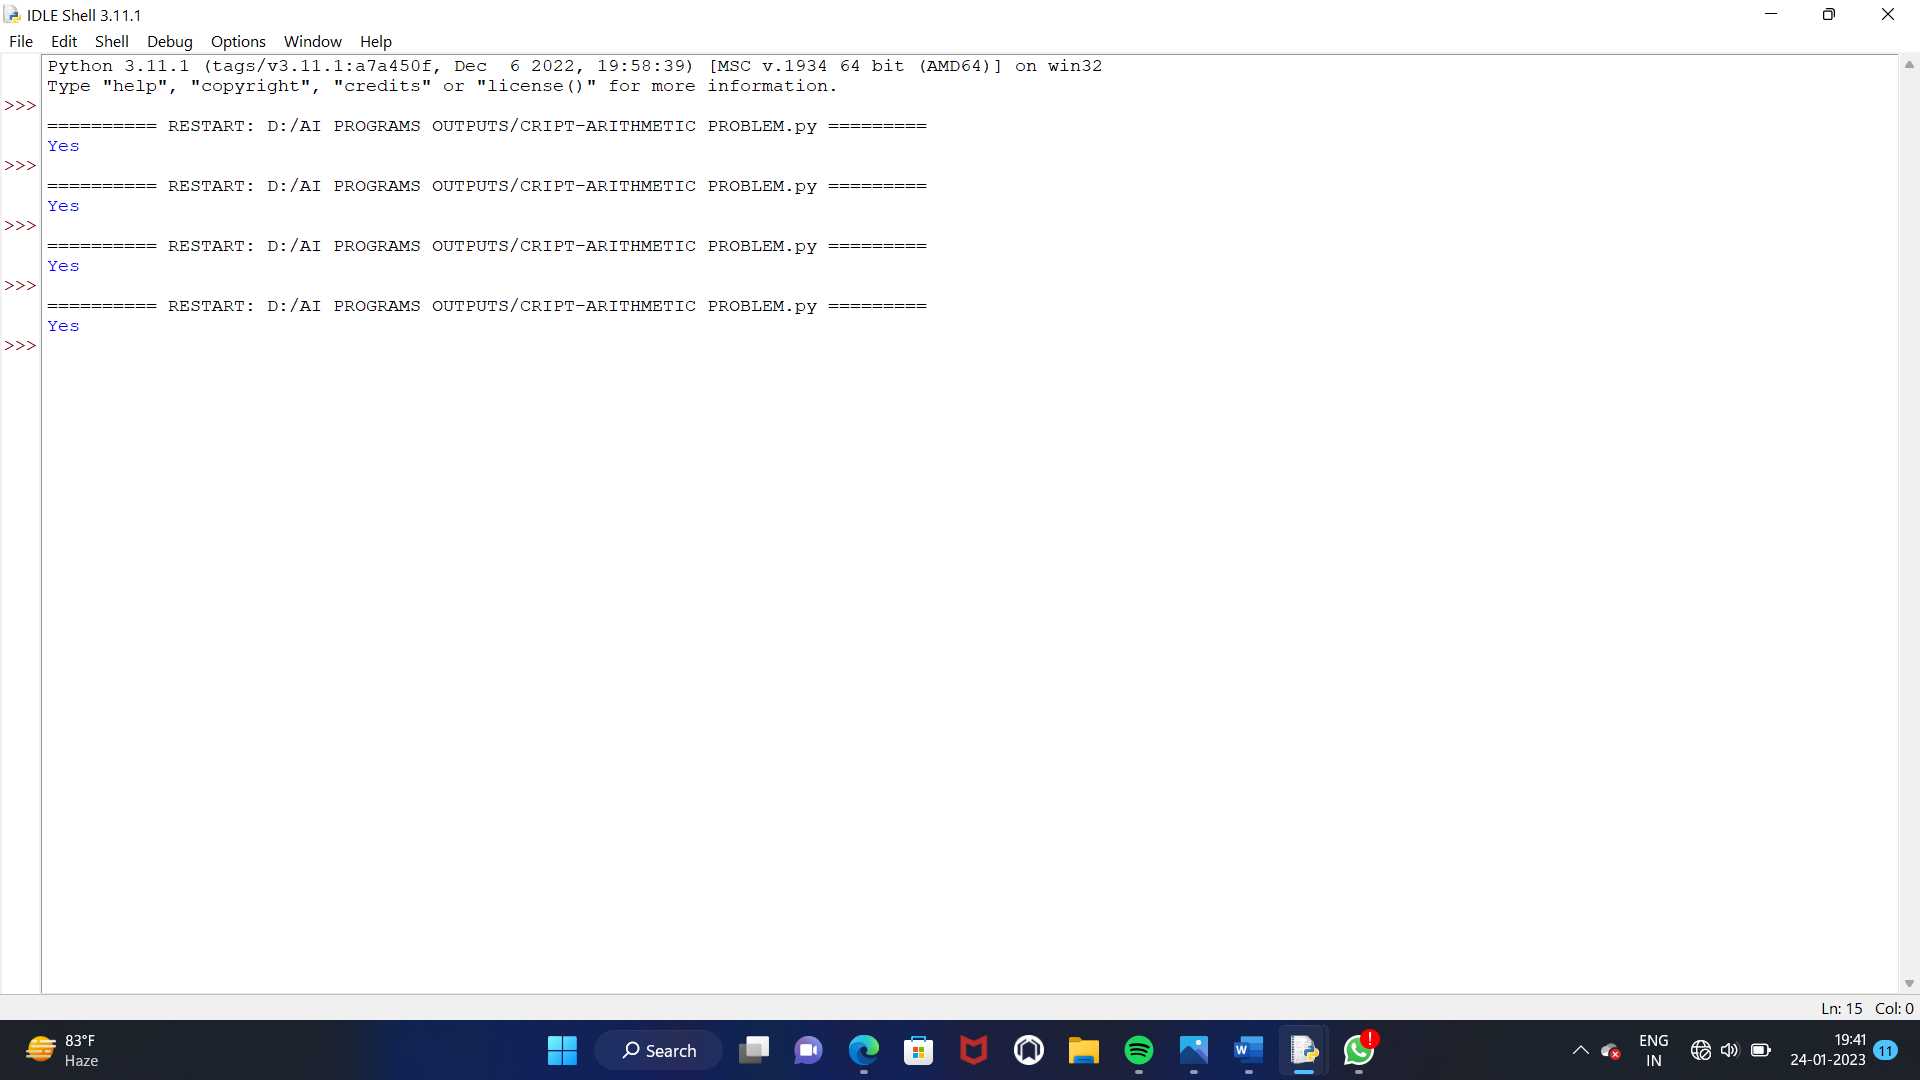 IDLE Shell 3.11.1
File Edit Shell Debug Options Window Help
Python 3.11.1 (tags/v3.11.1:a7a450f, Dec  6 2022, 19:58:39) [MSC v.1934 64 bit (AMD64)] on win32
Type "help", "copyright", "credits" or "license()" for more information.
>>>
========== RESTART: D:/AI PROGRAMS OUTPUTS/CRIPT-ARITHMETIC PROBLEM.py =========
Yes
>>>
========== RESTART: D:/AI PROGRAMS OUTPUTS/CRIPT-ARITHMETIC PROBLEM.py =========
Yes
>>>
========== RESTART: D:/AI PROGRAMS OUTPUTS/CRIPT-ARITHMETIC PROBLEM.py =========
Yes
>>>
========== RESTART: D:/AI PROGRAMS OUTPUTS/CRIPT-ARITHMETIC PROBLEM.py =========
Yes
>>>
Ln: 15 Col: 0
83°F
Haze
Search
W
!
ENG
IN
19:41
24-01-2023
11